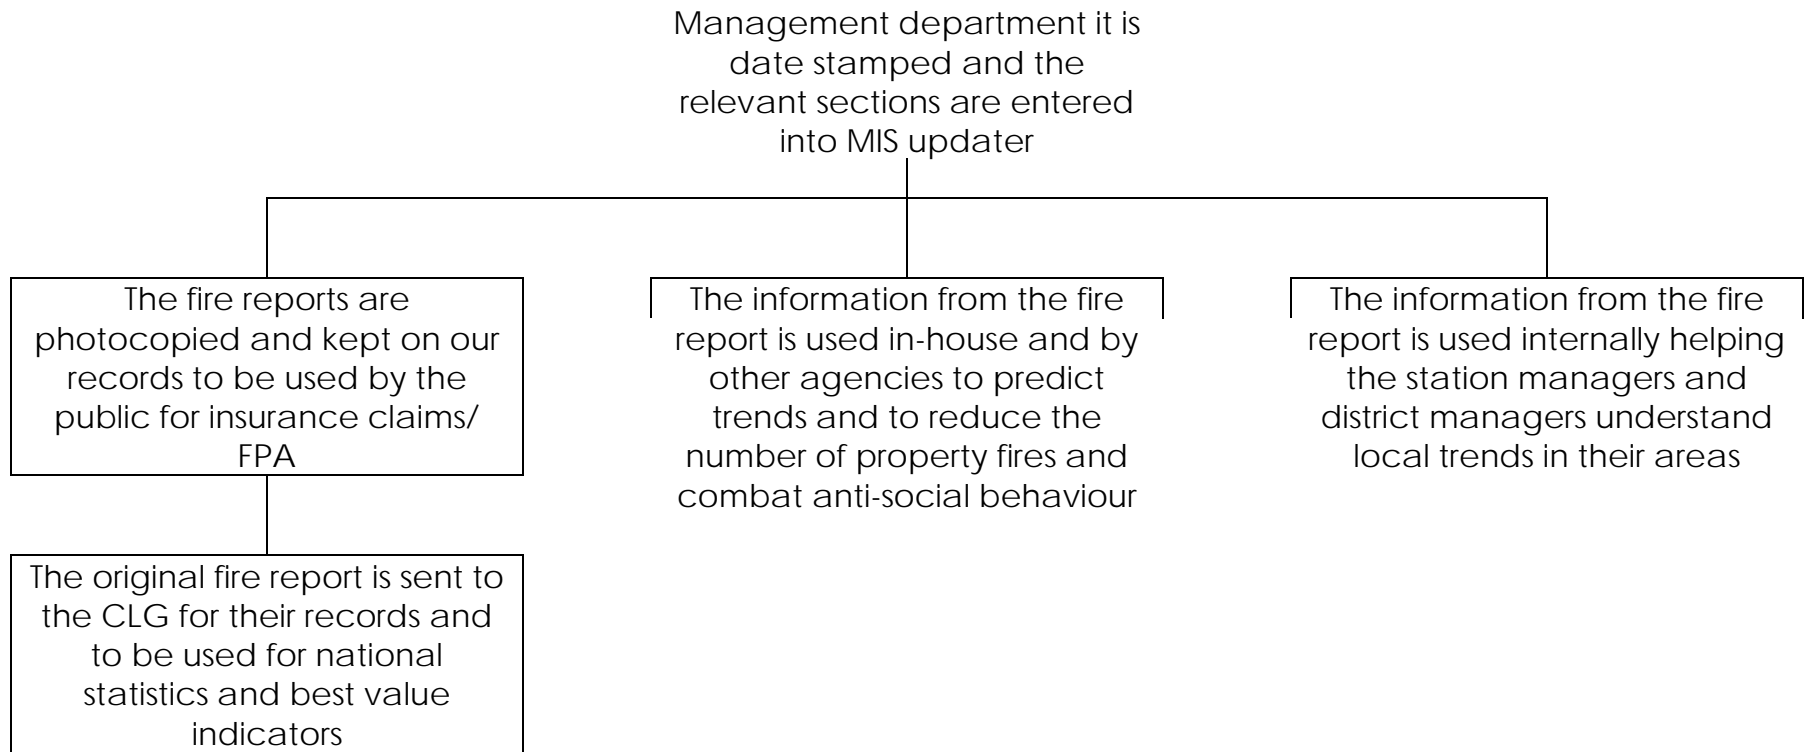 Management department it is
date stamped and the
relevant sections are entered
into MIS updater
The fire reports are
photocopied and kept on our
records to be used by the
public for insurance claims/
FPA
The information from the fire
report is used in-house and by
other agencies to predict
trends and to reduce the
number of property fires and
combat anti-social behaviour
The information from the fire
report is used internally helping
the station managers and
district managers understand
local trends in their areas
The original fire report is sent to
the CLG for their records and
to be used for national
statistics and best value
indicators